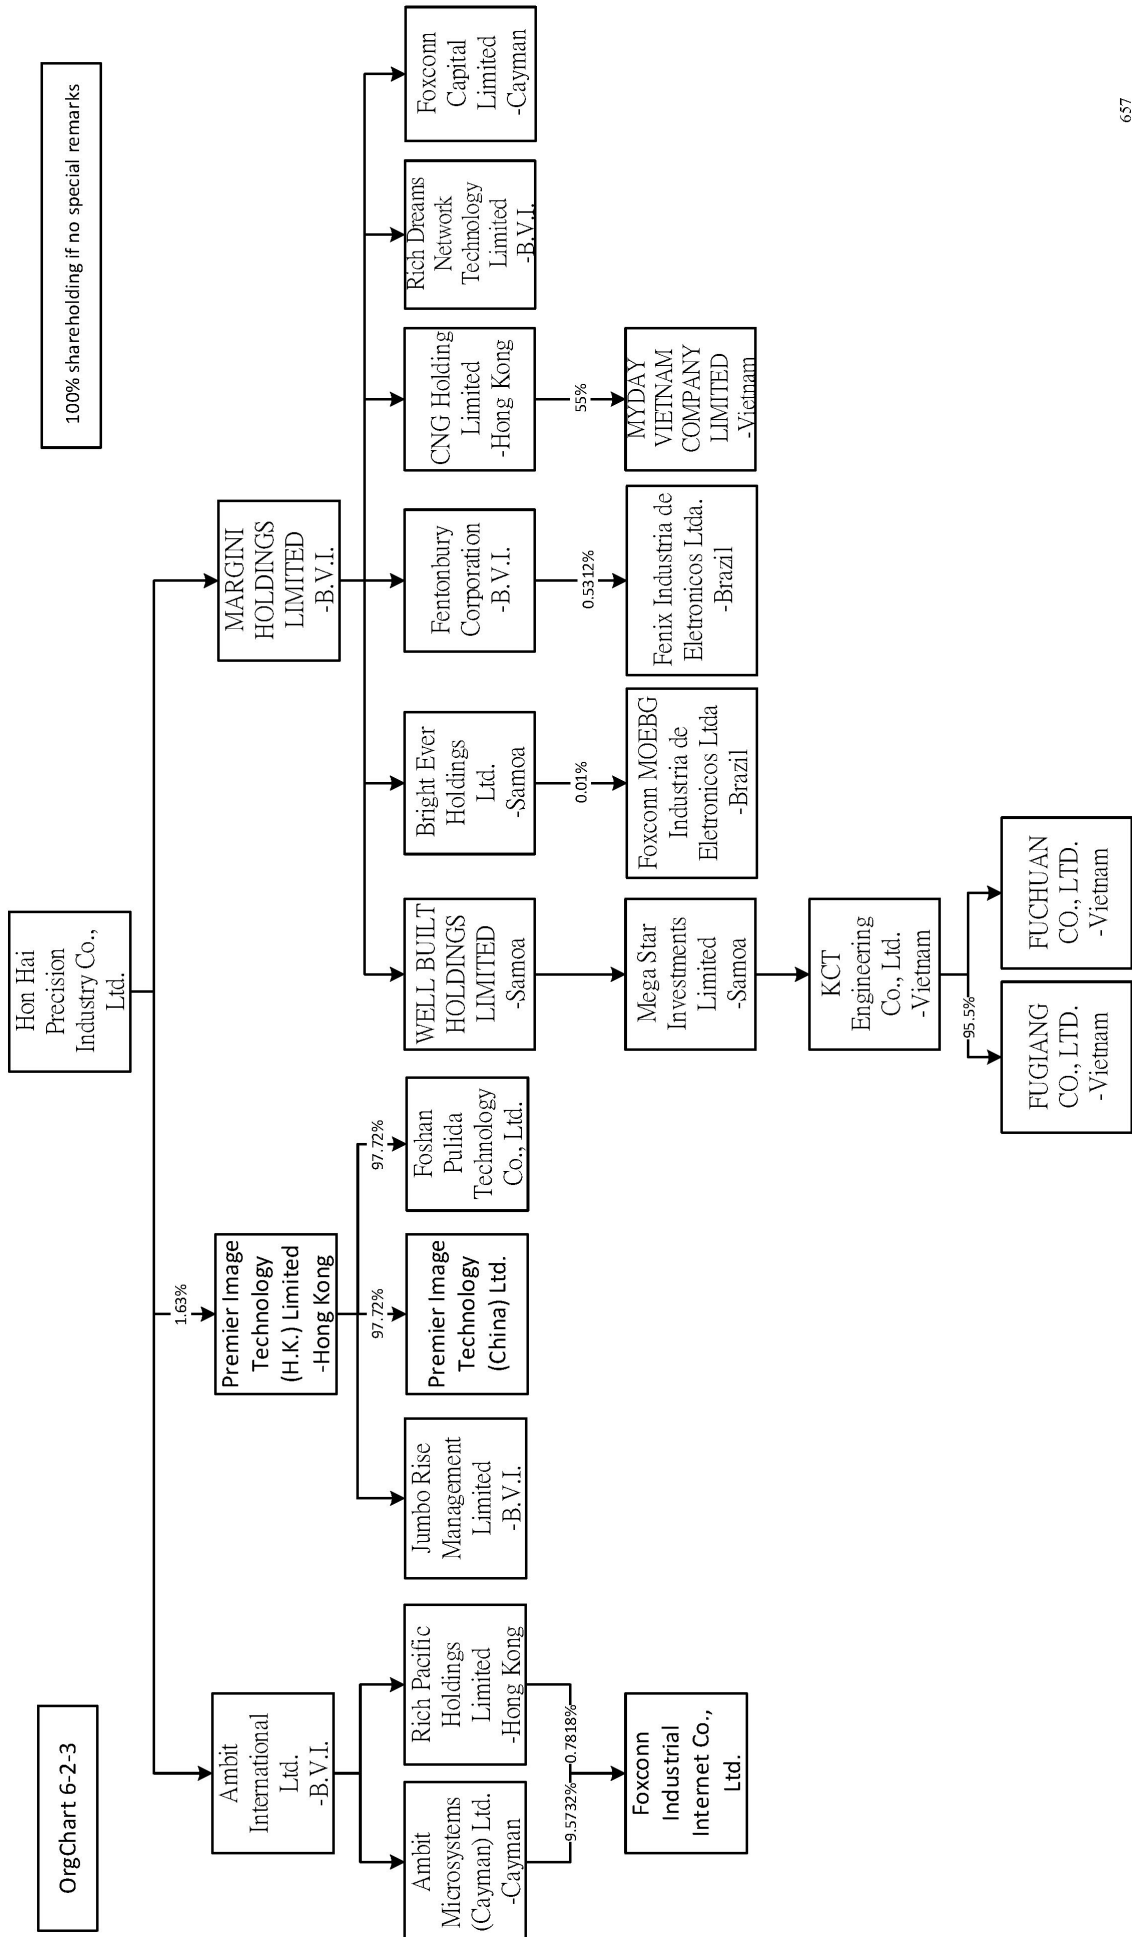 OrgChart 6-2-3
100% shareholding if no special remarks
Hon Hai
Precision
Industry Co.,
Ltd.
Ambit
International
Ltd.
-B.V.I.
1.63%
Premier Image
Technology
(H.K.) Limited
-Hong Kong
MARGINI
HOLDINGS
LIMITED
-B.V.I.
97.72%
97.72%
Ambit
Microsystems
(Cayman) Ltd.
-Cayman
Rich Pacific
Holdings
Limited
-Hong Kong
Jumbo Rise
Management
Limited
-B.V.I.
Premier Image
Technology
(China) Ltd.
Foshan
Pulida
Technology
Co., Ltd.
WELL BUILT
HOLDINGS
LIMITED
-Samoa
Bright Ever
Holdings
Ltd.
-Samoa
Fentonbury
Corporation
-B.V.I.
CNG Holding
Limited
-Hong Kong
Rich Dreams
Network
Technology
Limited
-B.V.I.
Foxconn
Capital
Limited
-Cayman
9.5732%
0.7818%
0.01%
0.5312%
55%
Foxconn
Industrial
Internet Co.,
Ltd.
Mega Star
Investments
Limited
-Samoa
Foxconn MOEBG
Industria de
Eletronicos Ltda
-Brazil
Fenix Industria de
Eletronicos Ltda.
-Brazil
MYDAY
VIETNAM
COMPANY
LIMITED
-Vietnam
KCT
Engineering
Co., Ltd.
-Vietnam
95.5%
FUGIANG
CO., LTD.
-Vietnam
FUCHUAN
CO., LTD.
-Vietnam
657